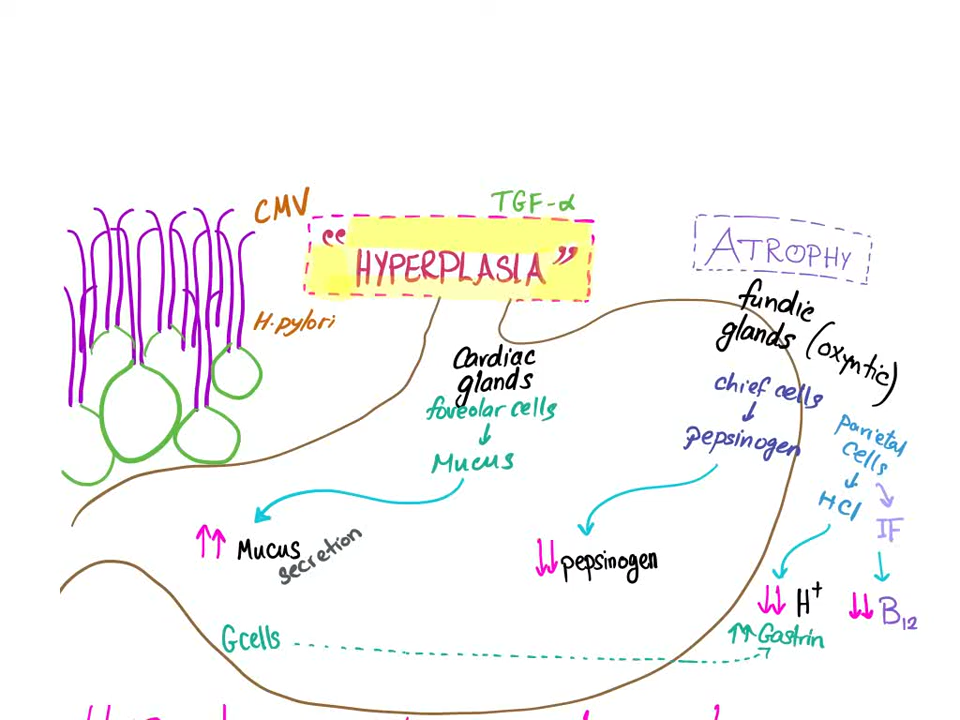 CMV
TGF-α
"HYPERPLASIA"
ATROPHY
H. pylori
fundic
glands (oxyntic)
Cardiac
glands
foveolar cells
↓
Mucus
chief cells
↓
Pepsinogen
parietal
cells
↓
HCl
IF
↑↑ Mucus
secretion
↓↓ pepsinogen
↓↓ H⁺
↓↓ B₁₂
↑↑ Gastrin
G cells